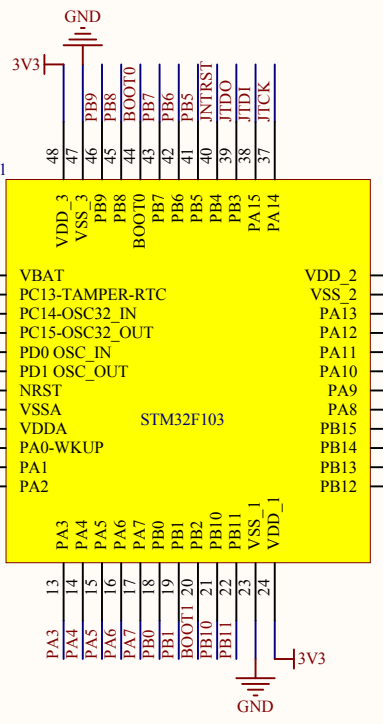 GND
3V3
PB9
PB8
BOOT0
PB7
PB6
PB5
JNTRST
JTDO
JTDI
JTCK
48
47
46
45
44
43
42
41
40
39
38
37
1
VDD_3
VSS_3
PB9
PB8
BOOT0
PB7
PB6
PB5
PB4
PB3
PA15
PA14
VBAT
PC13-TAMPER-RTC
PC14-OSC32_IN
PC15-OSC32_OUT
PD0 OSC_IN
PD1 OSC_OUT
NRST
VSSA
VDDA
PA0-WKUP
PA1
PA2
VDD_2
VSS_2
PA13
PA12
PA11
PA10
PA9
PA8
PB15
PB14
PB13
PB12
STM32F103
PA3
PA4
PA5
PA6
PA7
PB0
PB1
PB2
PB10
PB11
VSS_1
VDD_1
13
14
15
16
17
18
19
20
21
22
23
24
PA3
PA4
PA5
PA6
PA7
PB0
PB1
BOOT1
PB10
PB11
3V3
GND